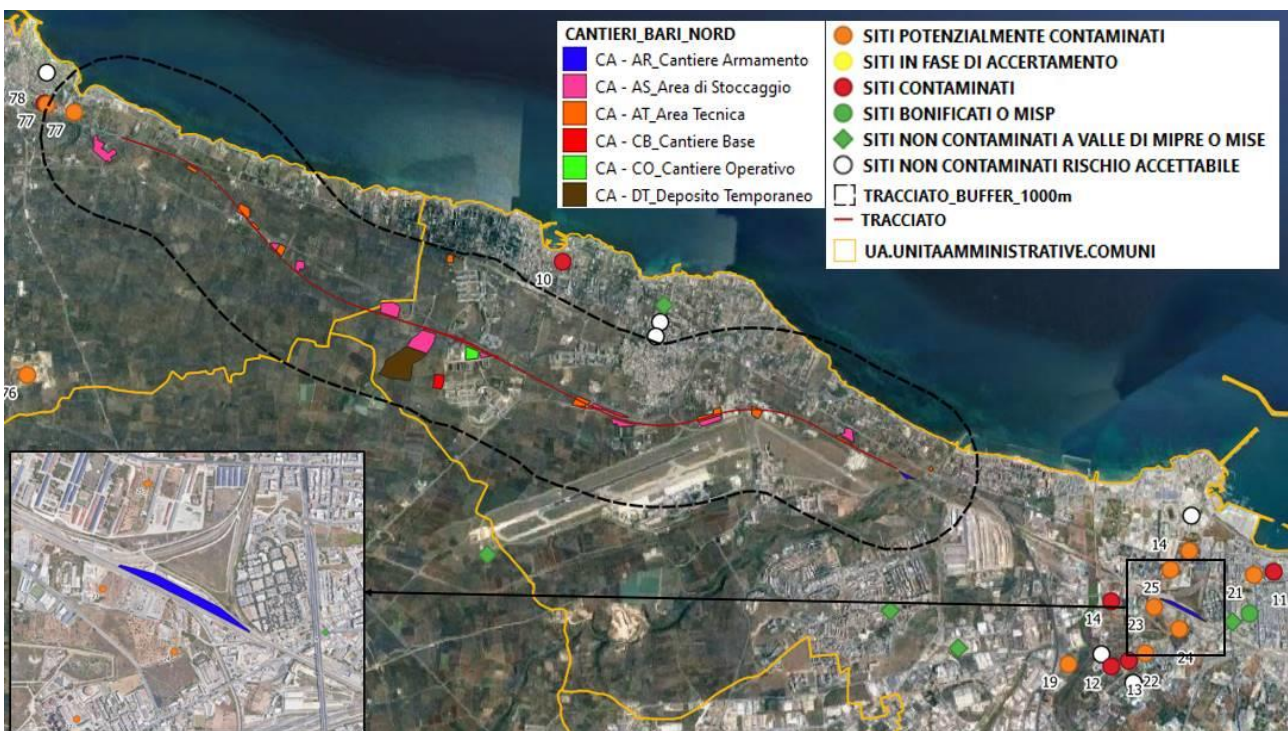 CANTIERI_BARI_NORD
CA - AR_Cantiere Armamento
CA - AS_Area di Stoccaggio
CA - AT_Area Tecnica
CA - CB_Cantiere Base
CA - CO_Cantiere Operativo
CA - DT_Deposito Temporaneo
SITI POTENZIALMENTE CONTAMINATI
SITI IN FASE DI ACCERTAMENTO
SITI CONTAMINATI
SITI BONIFICATI O MISP
SITI NON CONTAMINATI A VALLE DI MIPRE O MISE
SITI NON CONTAMINATI RISCHIO ACCETTABILE
TRACCIATO_BUFFER_1000m
TRACCIATO
UA.UNITAAMMINISTRATIVE.COMUNI
78
77
77
10
76
14
25
21
11
14
23
24
19
12
13
22